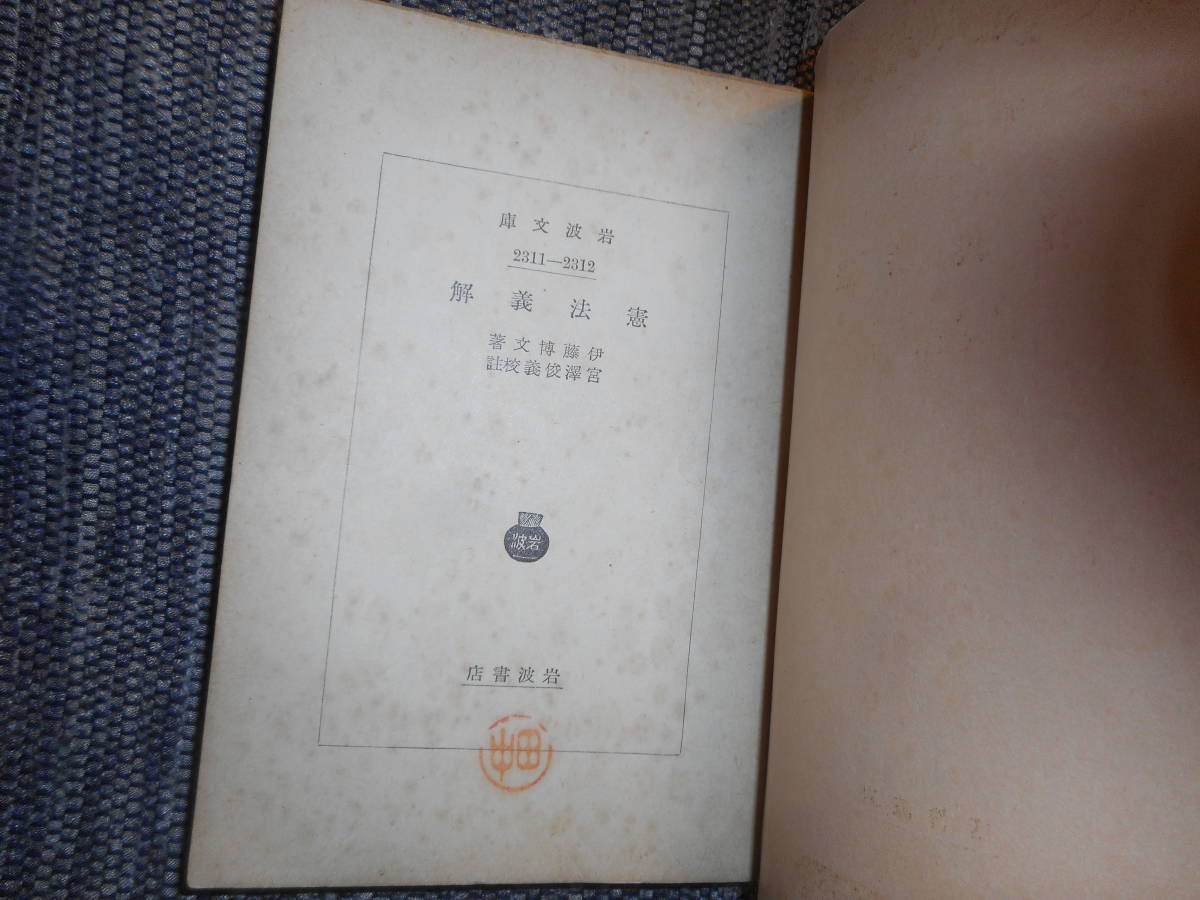 岩波文庫
2311—2312
憲法義解
伊藤博文著
宮澤俊義校註
岩波
岩波書店